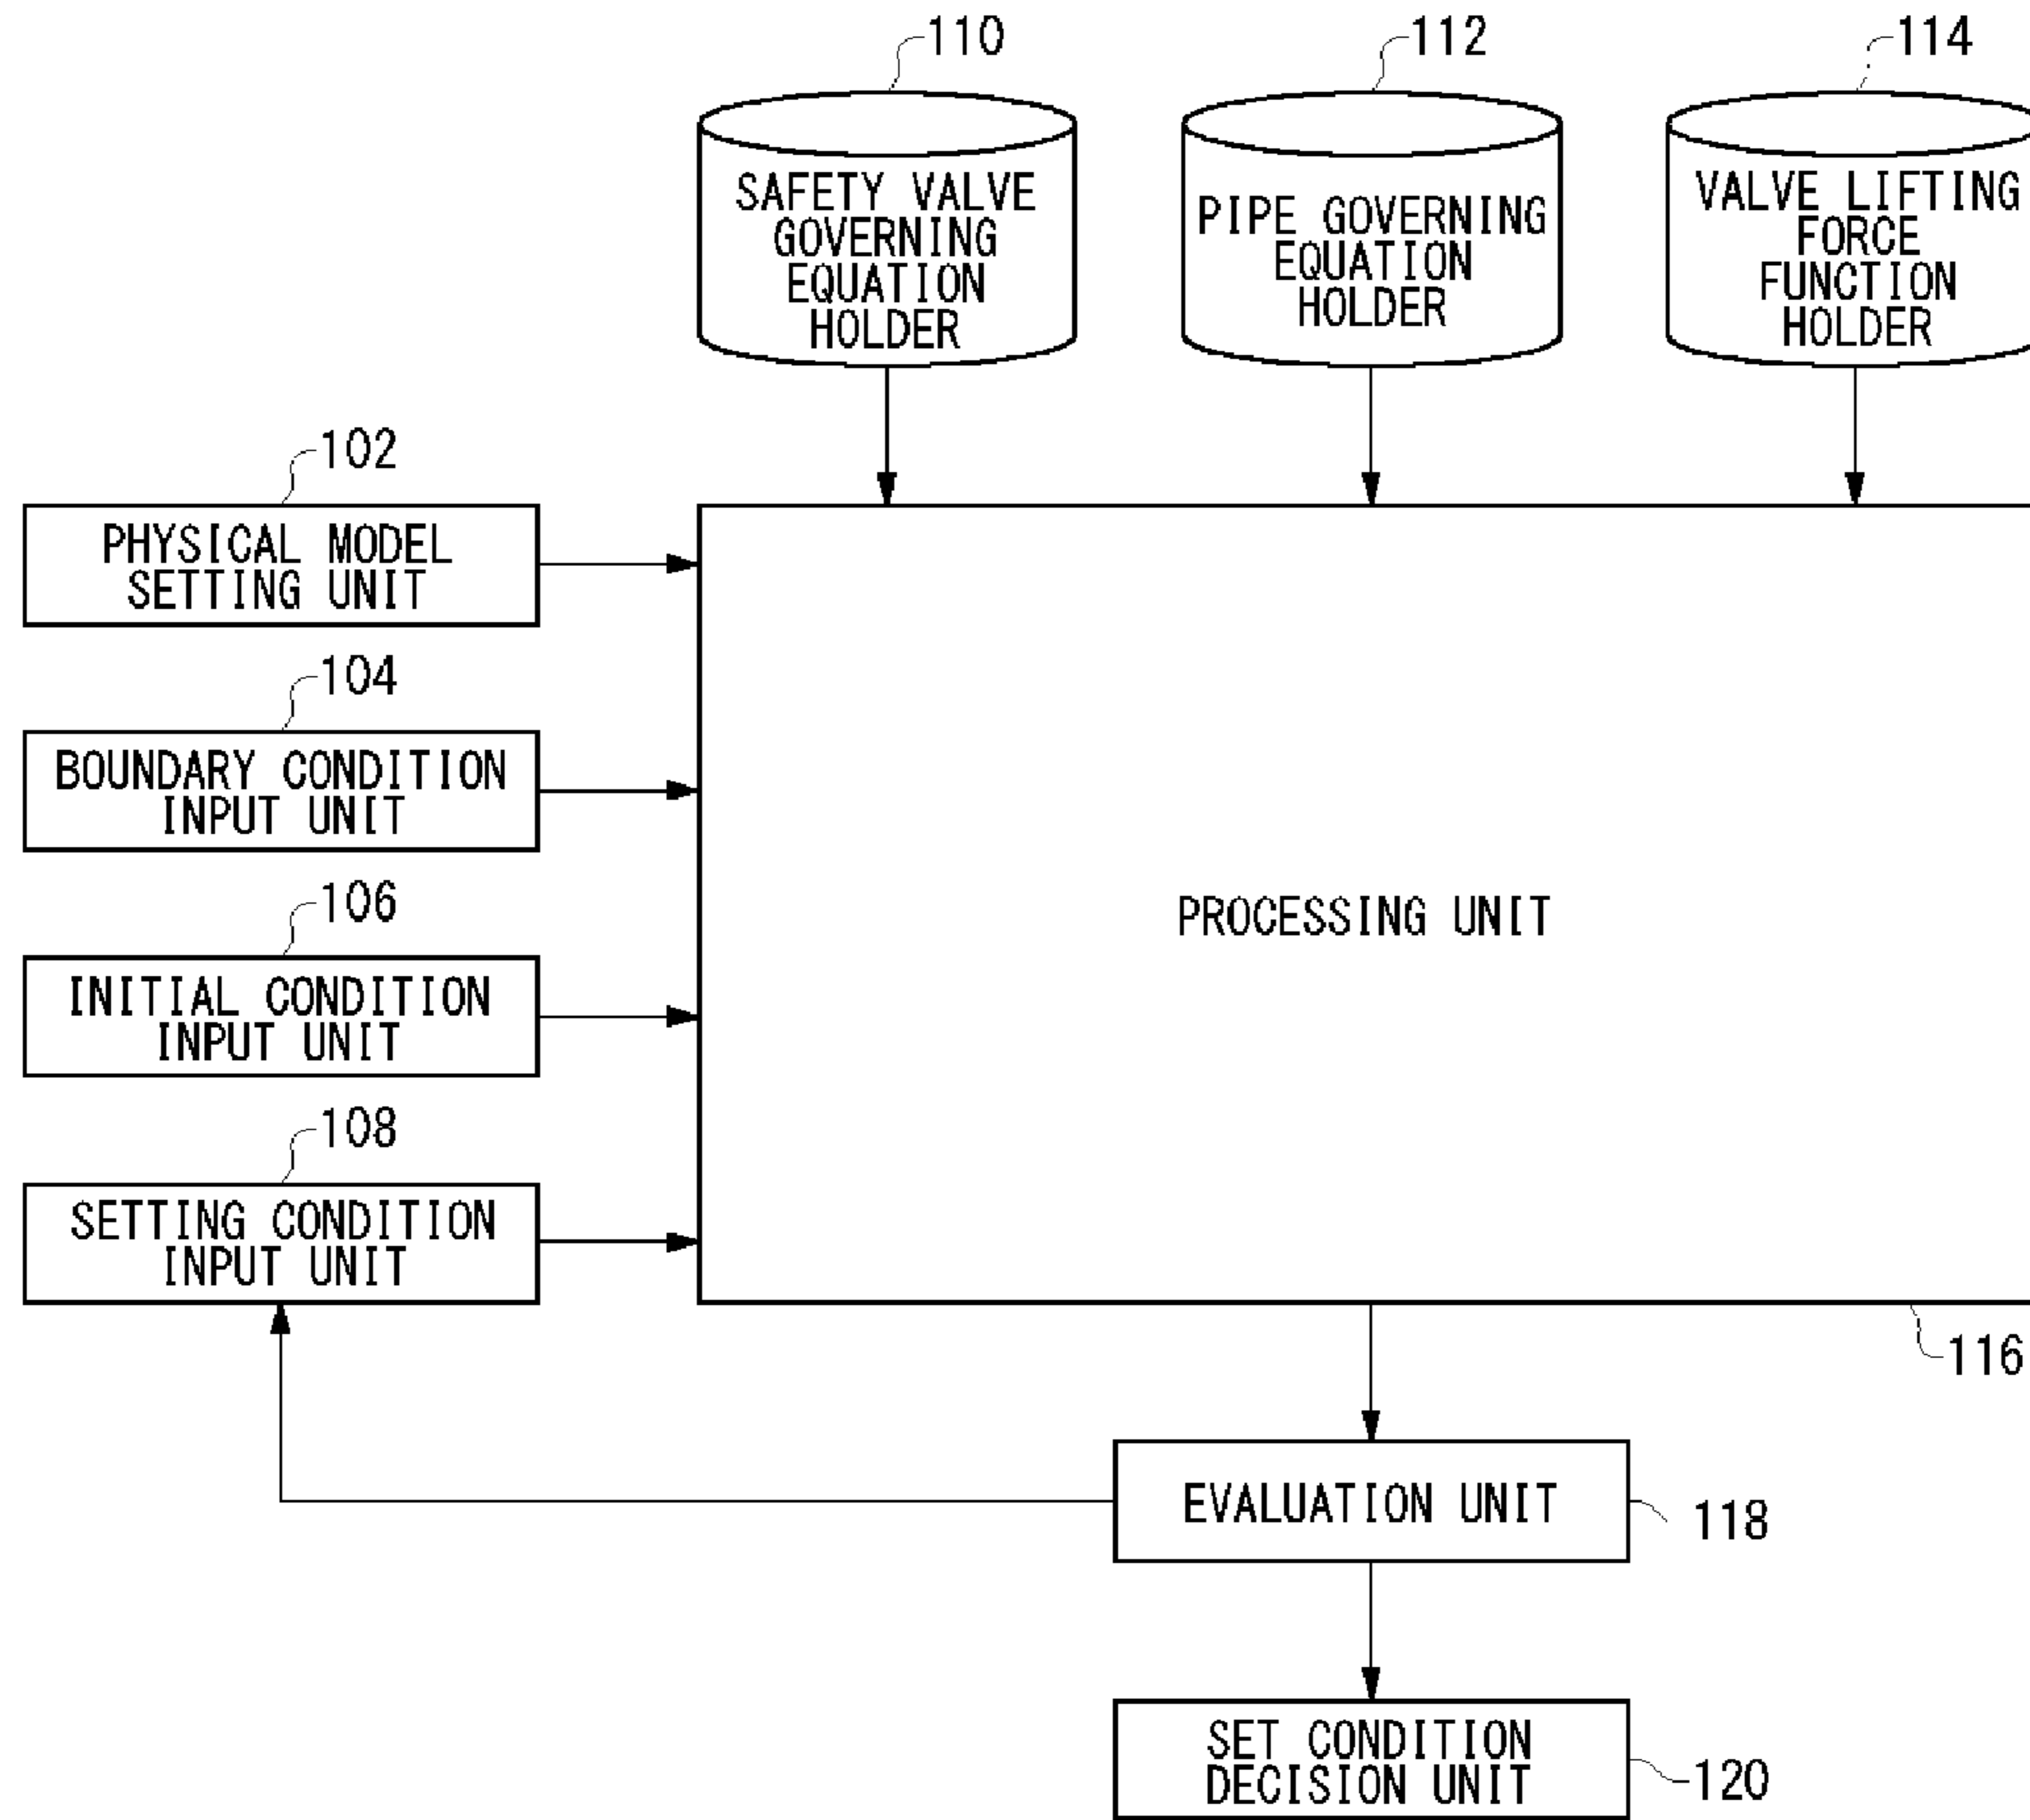 110
112
114
SAFETY VALVE
GOVERNING
EQUATION
HOLDER
PIPE GOVERNING
EQUATION
HOLDER
VALVE LIFTING
FORCE
FUNCTION
HOLDER
102
PHYSICAL MODEL
SETTING UNIT
104
BOUNDARY CONDITION
INPUT UNIT
106
INITIAL CONDITION
INPUT UNIT
108
SETTING CONDITION
INPUT UNIT
PROCESSING UNIT
116
EVALUATION UNIT
118
SET CONDITION
DECISION UNIT
120